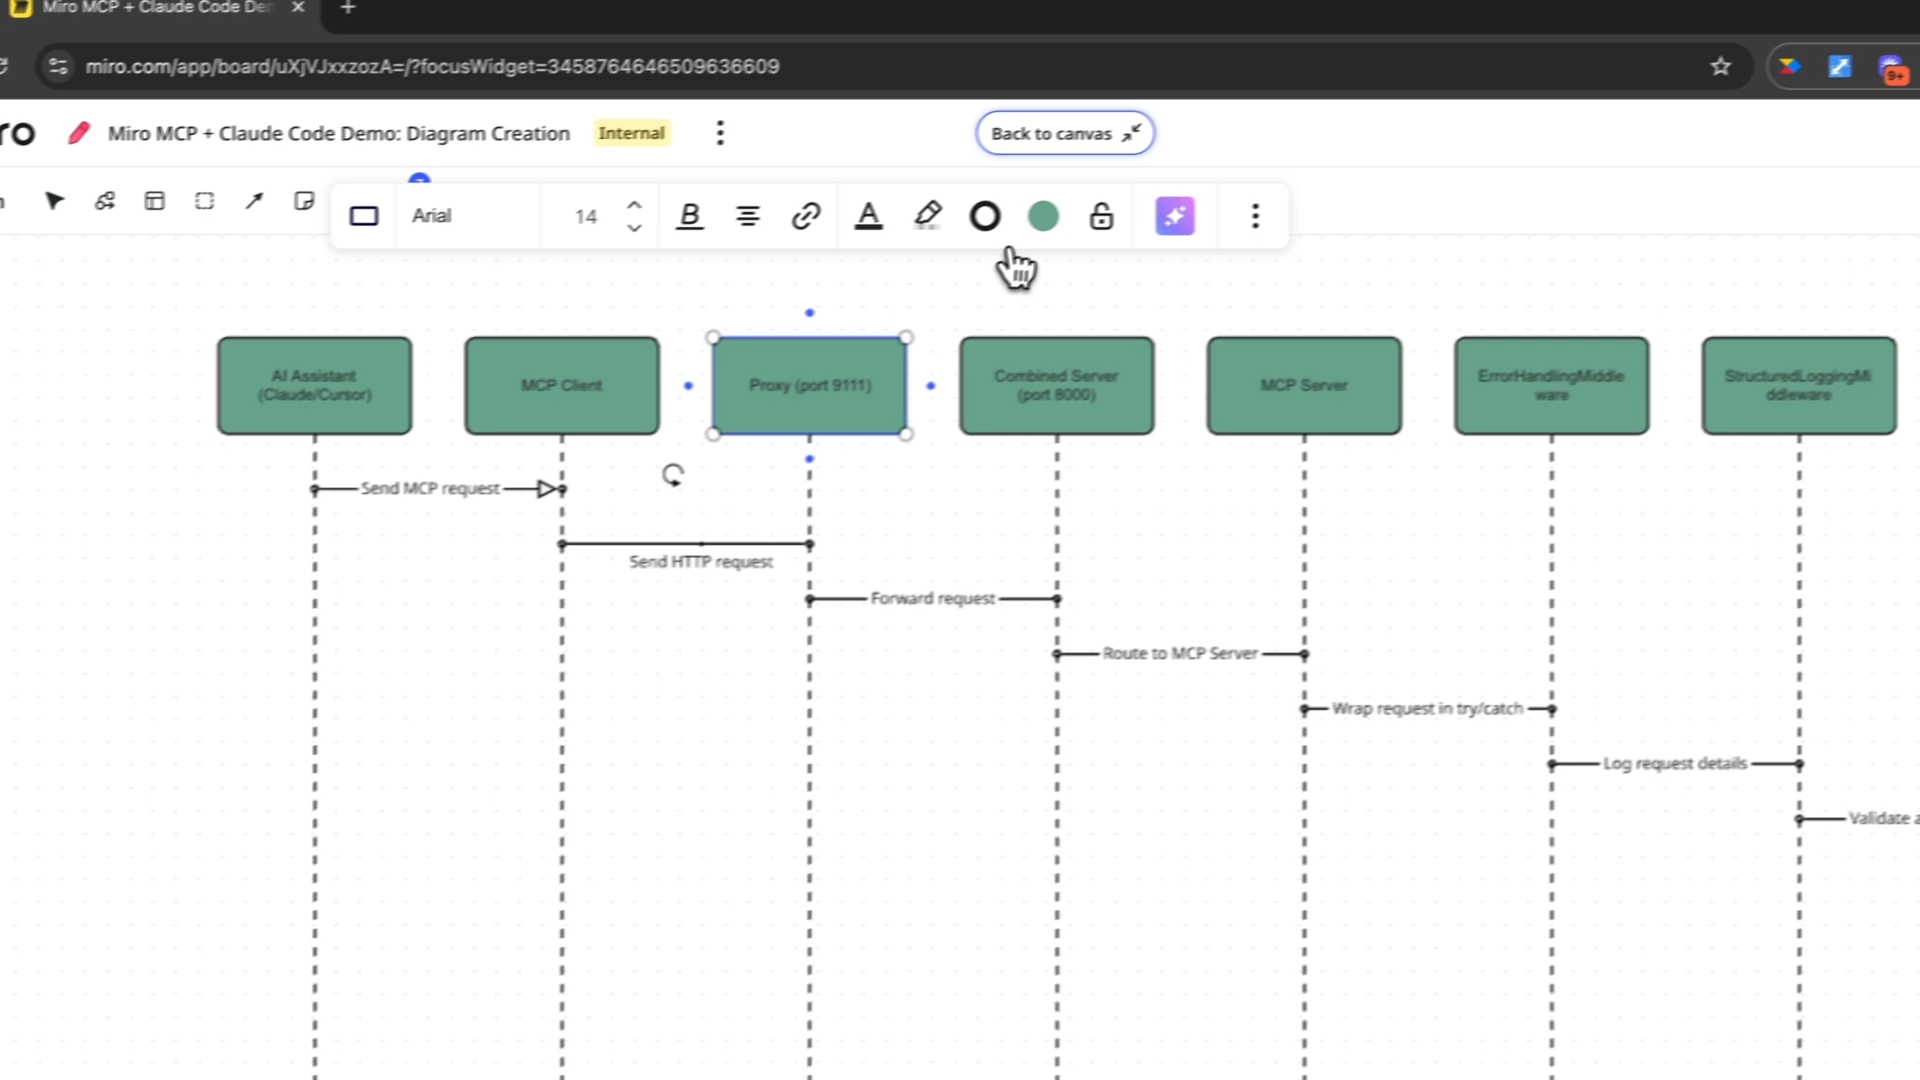 Miro MCP + Claude Code De
miro.com/app/board/uXjVJxxzozA=/?focusWidget=3458764646509636609
9+
ro
Miro MCP + Claude Code Demo: Diagram Creation
Internal
Back to canvas
Arial
14
B
A
AI Assistant
(Claude/Cursor)
MCP Client
Proxy (port 9111)
Combined Server
(port 8000)
MCP Server
ErrorHandlingMiddle
ware
StructuredLoggingMi
ddleware
Send MCP request
Send HTTP request
Forward request
Route to MCP Server
Wrap request in try/catch
Log request details
Validate a